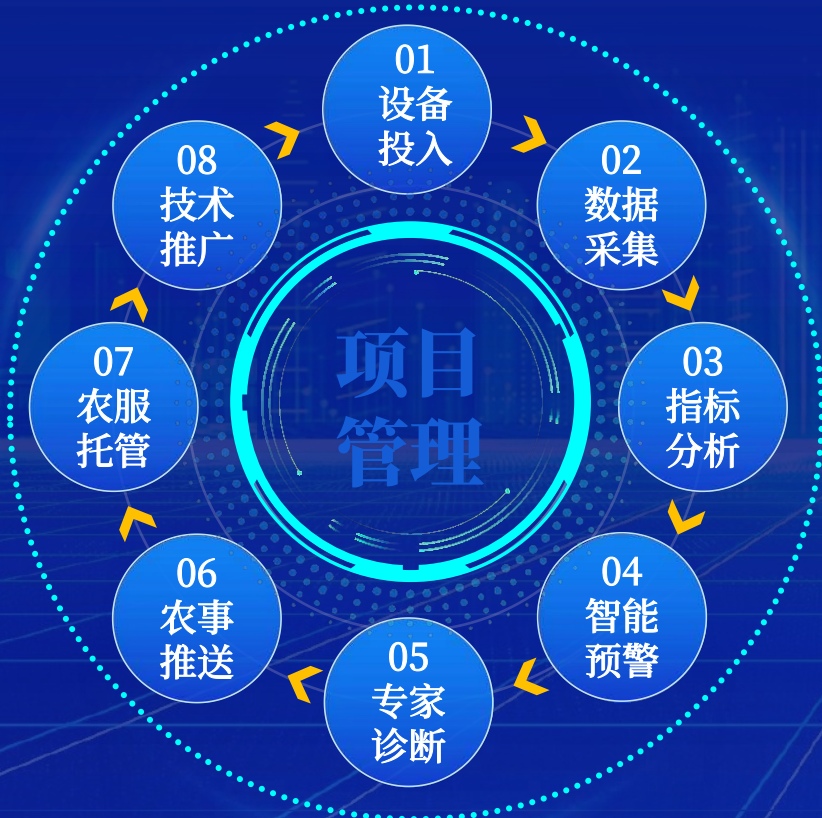 01
设备
投入
02
数据
采集
03
指标
分析
04
智能
预警
05
专家
诊断
06
农事
推送
07
农服
托管
08
技术
推广
项目
管理